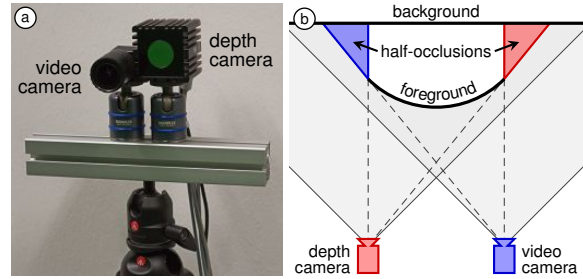 a
depth
camera
video
camera
b
background
half-occlusions
foreground
depth
camera
video
camera